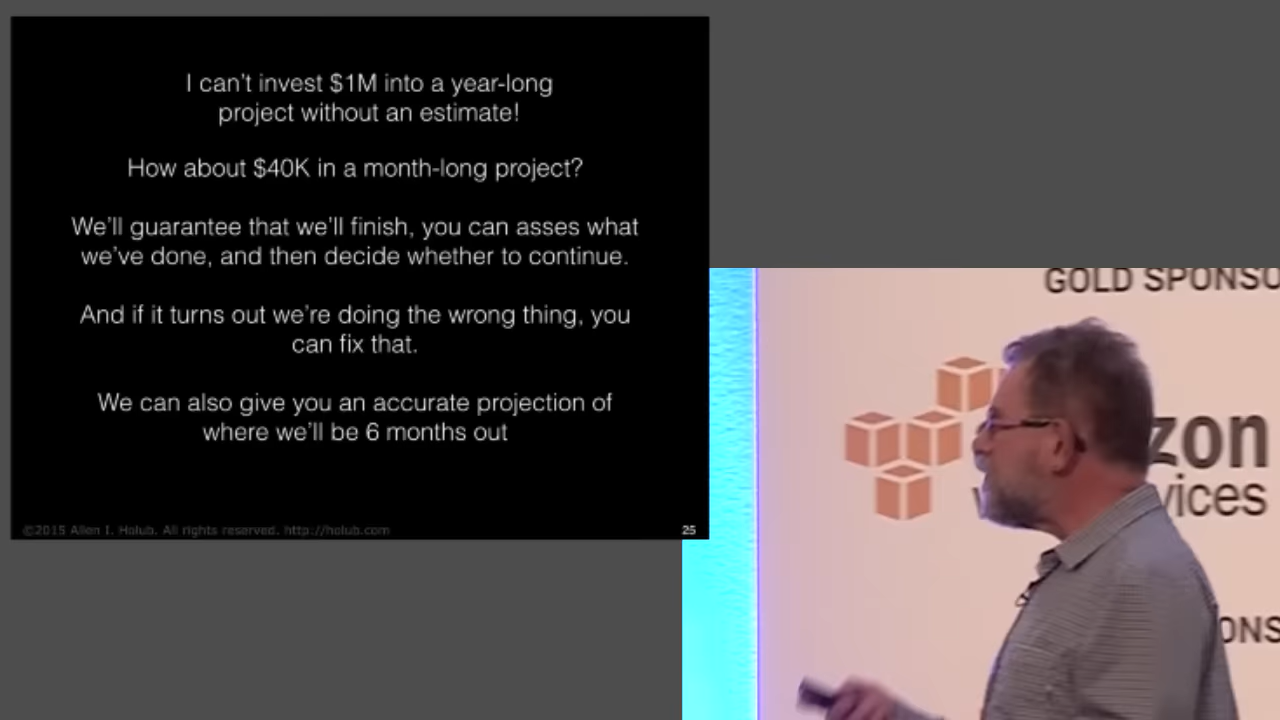 I can't invest $1M into a year-long
project without an estimate!
How about $40K in a month-long project?
We'll guarantee that we'll finish, you can asses what
we've done, and then decide whether to continue.
And if it turns out we're doing the wrong thing, you
can fix that.
We can also give you an accurate projection of
where we'll be 6 months out
©2015 Allen I. Holub. All rights reserved. http://holub.com
25
GOLD SPONSO
zon
vices
ONS